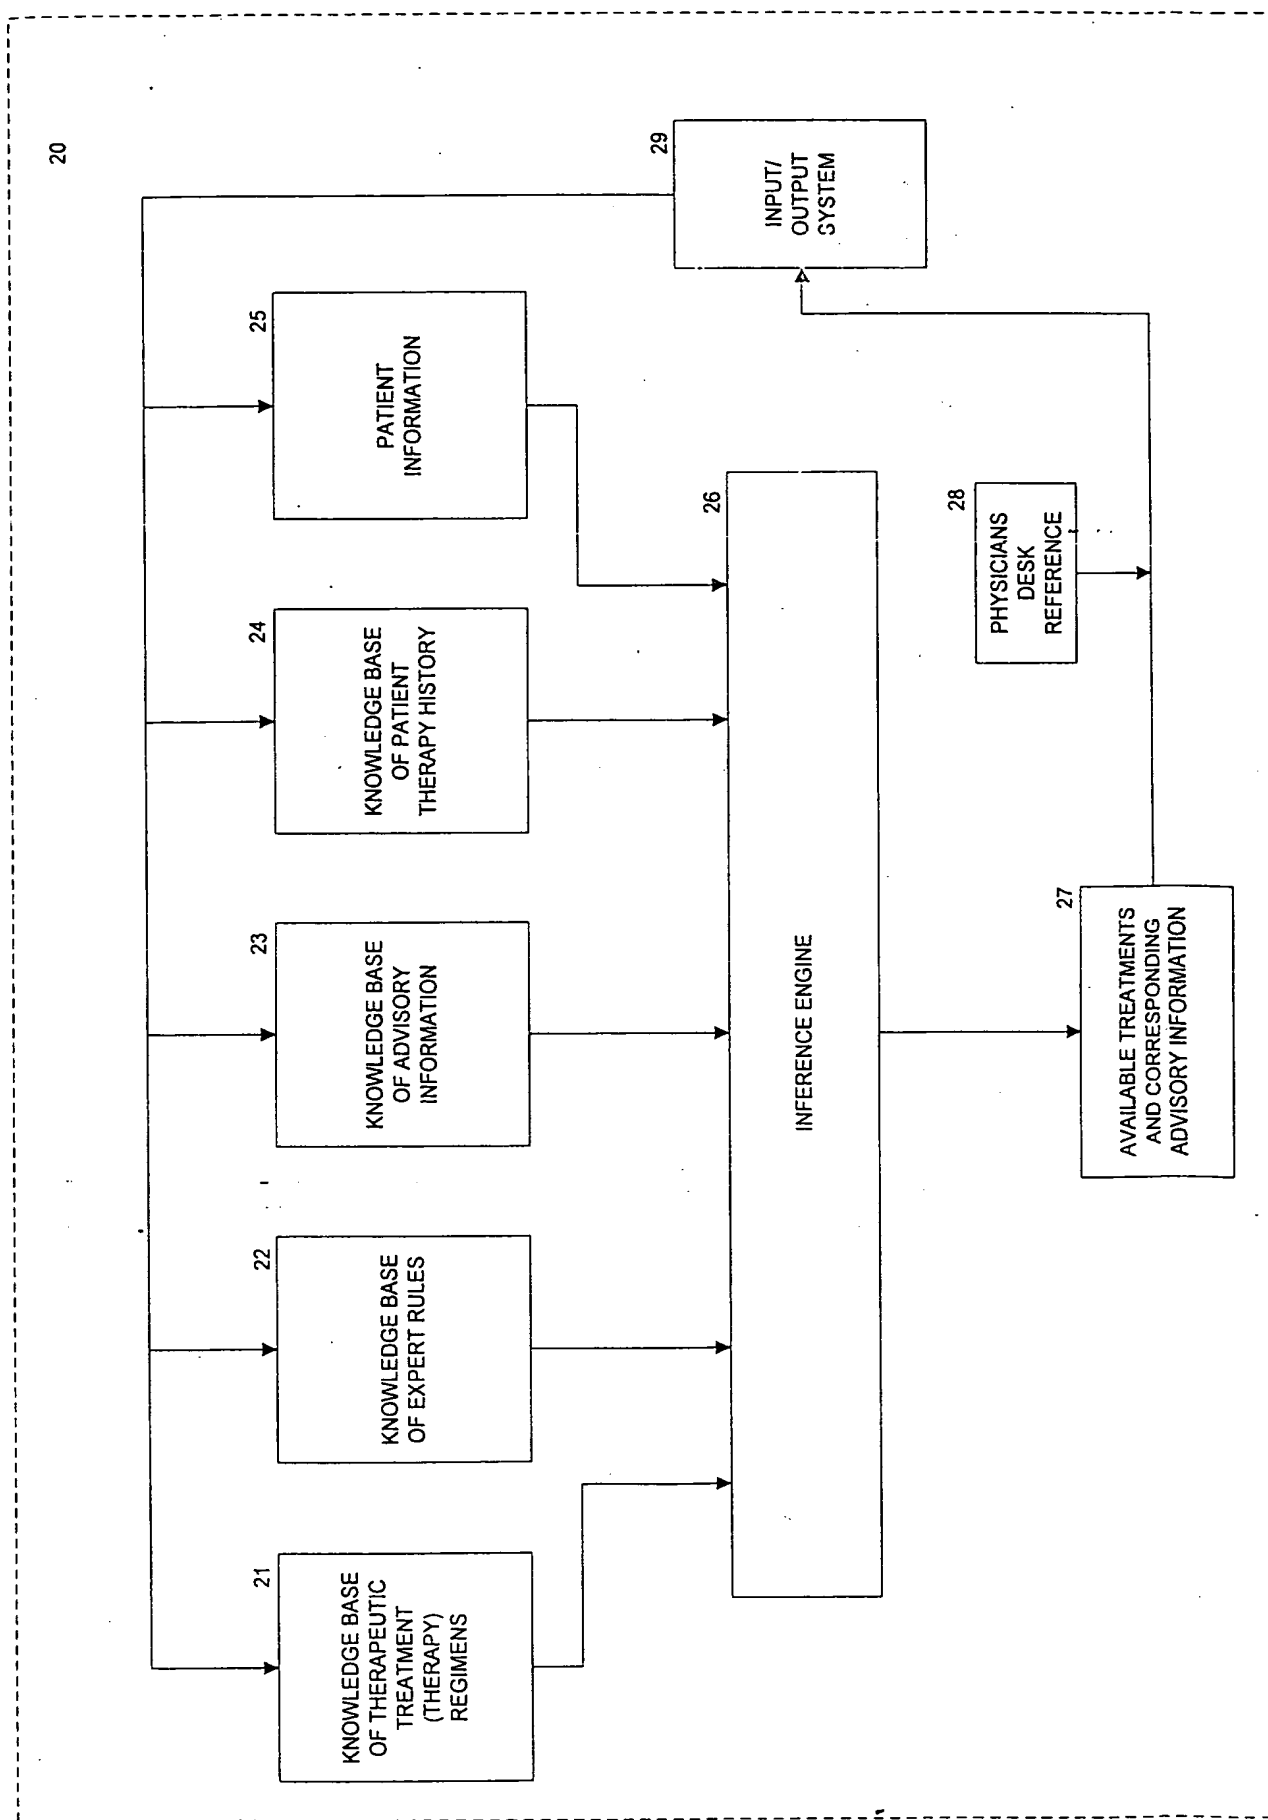 20
21
KNOWLEDGE BASE
OF THERAPEUTIC
TREATMENT
(THERAPY)
REGIMENS
22
KNOWLEDGE BASE
OF EXPERT RULES
23
KNOWLEDGE BASE
OF ADVISORY
INFORMATION
24
KNOWLEDGE BASE
OF PATIENT
THERAPY HISTORY
25
PATIENT
INFORMATION
29
INPUT/
OUTPUT
SYSTEM
26
INFERENCE ENGINE
28
PHYSICIANS
DESK
REFERENCE
27
AVAILABLE TREATMENTS
AND CORRESPONDING
ADVISORY INFORMATION